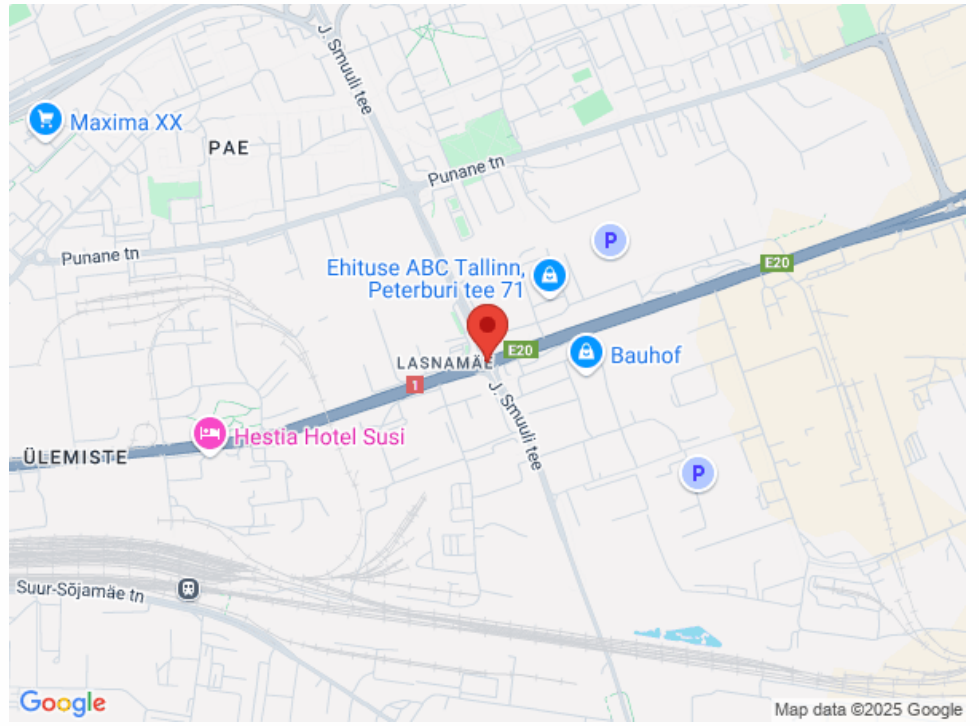 J. Smuuli tee
Maxima XX
PAE
Punane tn
Punane tn
P
E20
Ehituse ABC Tallinn,
Peterburi tee 71
E20
Bauhof
LASNAMÄE
1
J. Smuuli tee
Hestia Hotel Susi
ÜLEMISTE
P
Suur-Sõjamäe tn
Google
Map data ©2025 Google